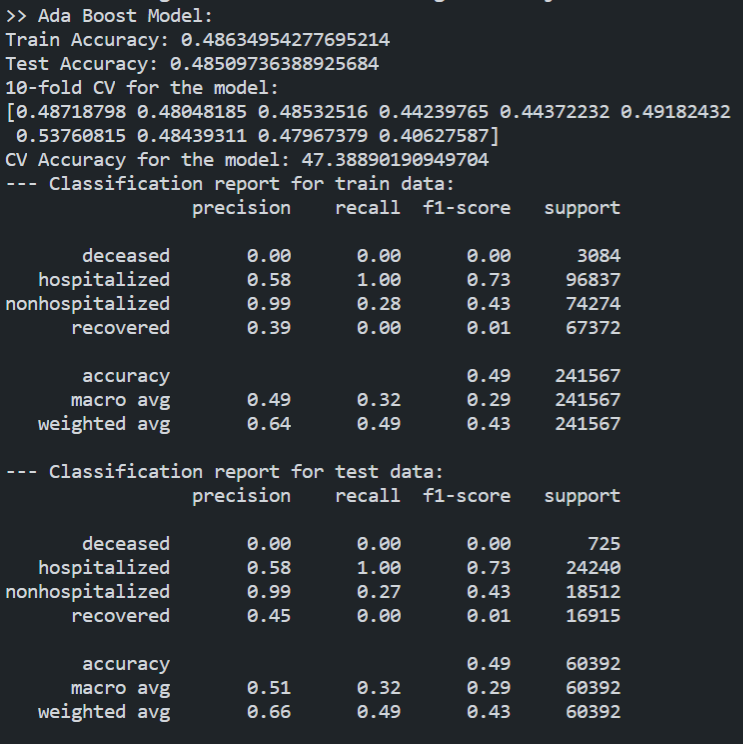 >> Ada Boost Model:
Train Accuracy: 0.48634954277695214
Test Accuracy: 0.48509736388925684
10-fold CV for the model:
[0.48718798 0.48048185 0.48532516 0.44239765 0.44372232 0.49182432
0.53760815 0.48439311 0.47967379 0.40627587]
CV Accuracy for the model: 47.38890190949704
--- Classification report for train data:
precision recall f1-score support
deceased 0.00 0.00 0.00 3084
hospitalized 0.58 1.00 0.73 96837
nonhospitalized 0.99 0.28 0.43 74274
recovered 0.39 0.00 0.01 67372
accuracy 0.49 241567
macro avg 0.49 0.32 0.29 241567
weighted avg 0.64 0.49 0.43 241567
--- Classification report for test data:
precision recall f1-score support
deceased 0.00 0.00 0.00 725
hospitalized 0.58 1.00 0.73 24240
nonhospitalized 0.99 0.27 0.43 18512
recovered 0.45 0.00 0.01 16915
accuracy 0.49 60392
macro avg 0.51 0.32 0.29 60392
weighted avg 0.66 0.49 0.43 60392